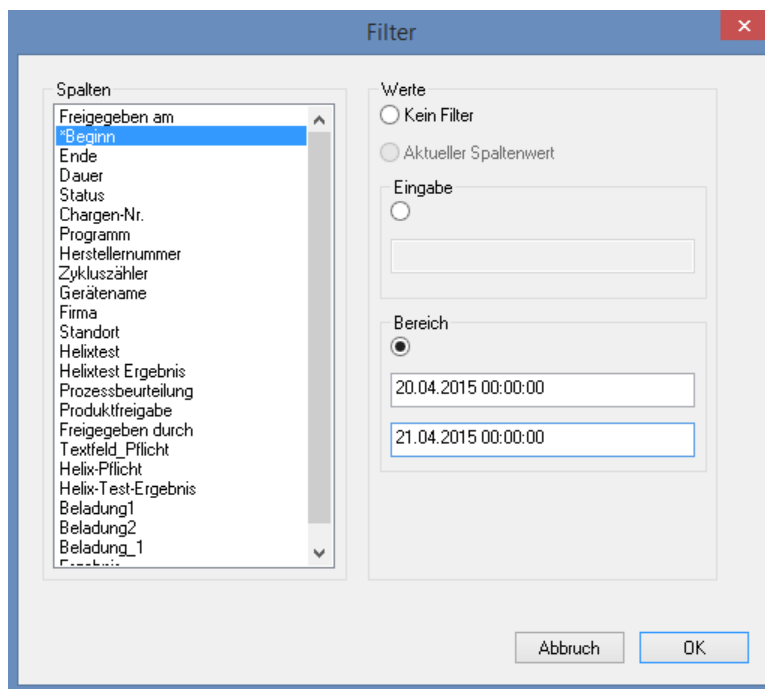 Filter
Spalten
Freigegeben am
*Beginn
Ende
Dauer
Status
Chargen-Nr.
Programm
Herstellernummer
Zykluszähler
Gerätename
Firma
Standort
Helixtest
Helixtest Ergebnis
Prozessbeurteilung
Produktfreigabe
Freigegeben durch
Textfeld_Pflicht
Helix-Pflicht
Helix-Test-Ergebnis
Beladung1
Beladung2
Beladung_1
Werte
Kein Filter
Aktueller Spaltenwert
Eingabe
Bereich
20.04.2015 00:00:00
21.04.2015 00:00:00
Abbruch
OK